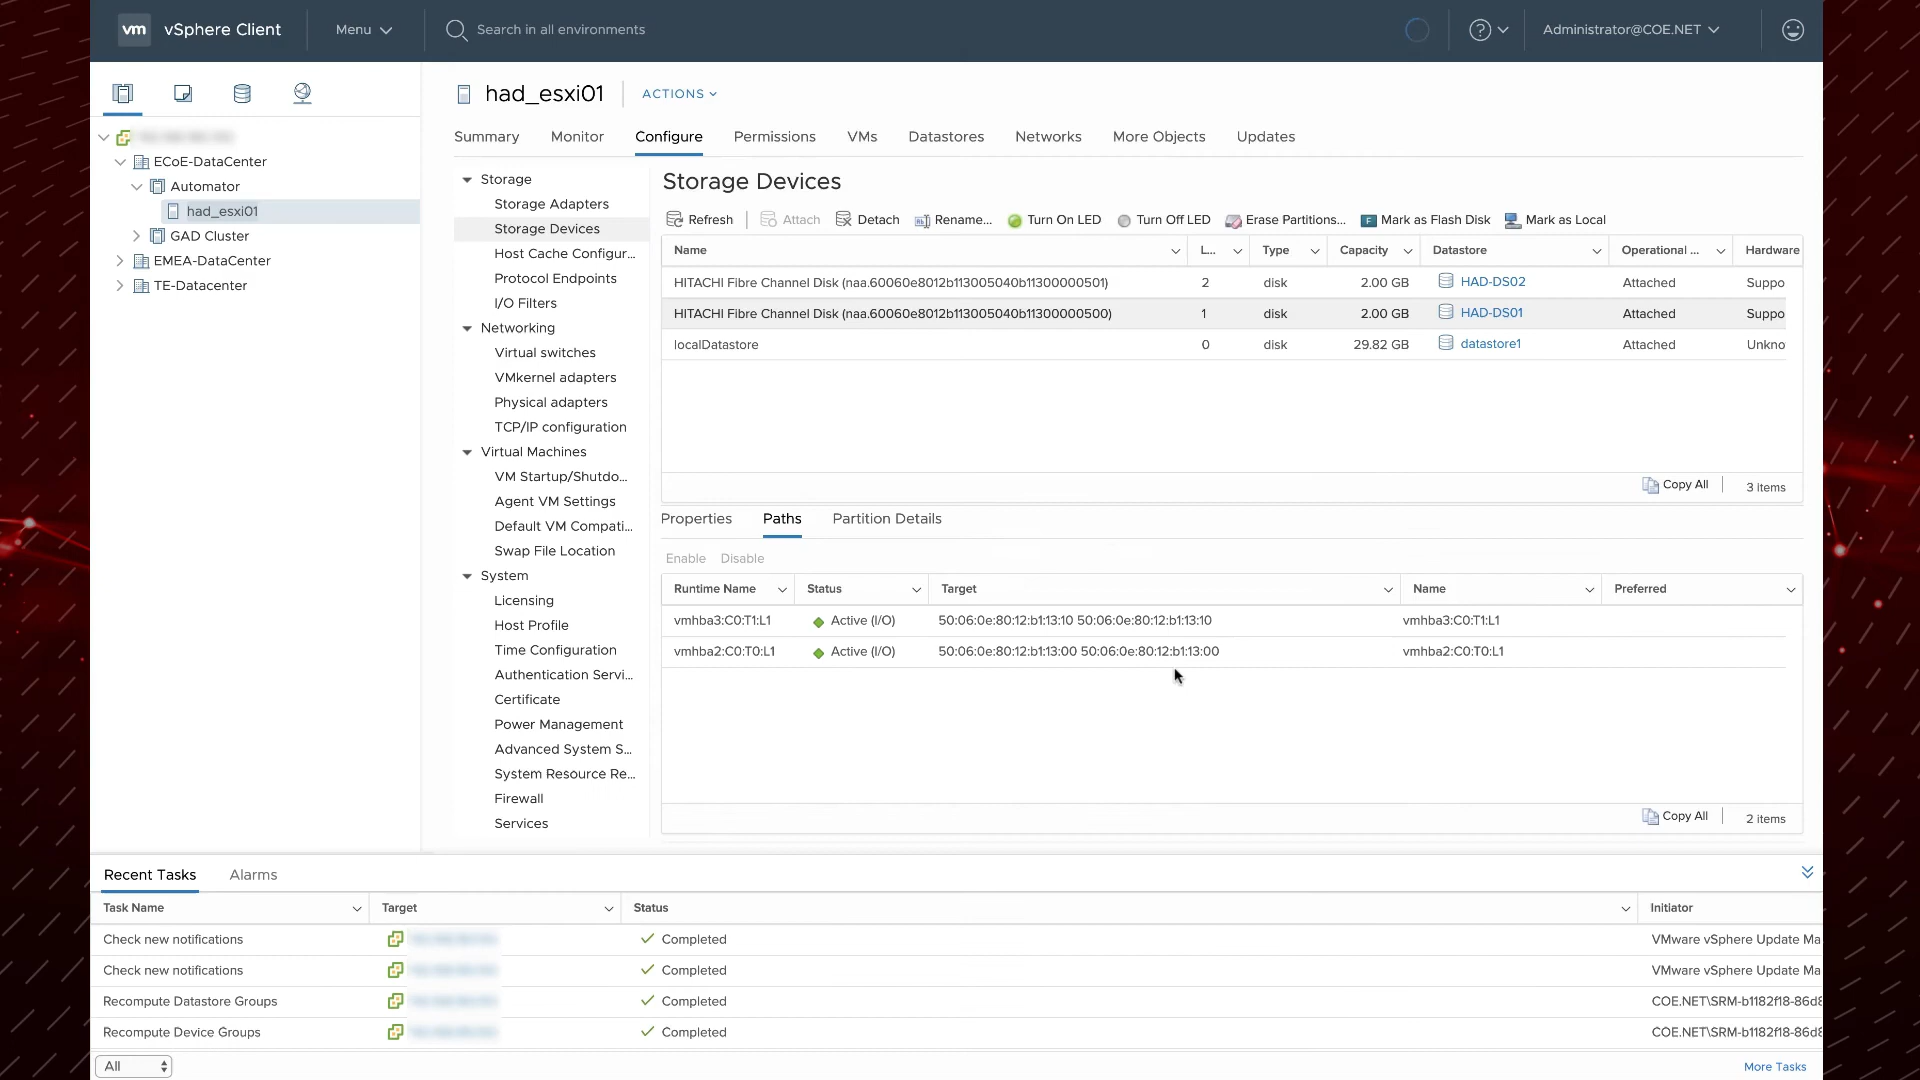 vm vSphere Client Menu Search in all environments Administrator@COE.NET
had_esxi01 ACTIONS
Summary Monitor Configure Permissions VMs Datastores Networks More Objects Updates
ECoE-DataCenter
Automator
had_esxi01
GAD Cluster
EMEA-DataCenter
TE-Datacenter
Storage
Storage Adapters
Storage Devices
Host Cache Configur...
Protocol Endpoints
I/O Filters
Networking
Virtual switches
VMkernel adapters
Physical adapters
TCP/IP configuration
Virtual Machines
VM Startup/Shutdo...
Agent VM Settings
Default VM Compati...
Swap File Location
System
Licensing
Host Profile
Time Configuration
Authentication Servi...
Certificate
Power Management
Advanced System S...
System Resource Re...
Firewall
Services
Storage Devices
Refresh Attach Detach Rename... Turn On LED Turn Off LED Erase Partitions... F Mark as Flash Disk Mark as Local
Name L... Type Capacity Datastore Operational ... Hardware
HITACHI Fibre Channel Disk (naa.60060e8012b113005040b11300000501) 2 disk 2.00 GB HAD-DS02 Attached Suppo
HITACHI Fibre Channel Disk (naa.60060e8012b113005040b11300000500) 1 disk 2.00 GB HAD-DS01 Attached Suppo
localDatastore 0 disk 29.82 GB datastore1 Attached Unkno
Copy All 3 items
Properties Paths Partition Details
Enable Disable
Runtime Name Status Target Name Preferred
vmhba3:C0:T1:L1 Active (I/O) 50:06:0e:80:12:b1:13:10 50:06:0e:80:12:b1:13:10 vmhba3:C0:T1:L1
vmhba2:C0:T0:L1 Active (I/O) 50:06:0e:80:12:b1:13:00 50:06:0e:80:12:b1:13:00 vmhba2:C0:T0:L1
Copy All 2 items
Recent Tasks Alarms
Task Name Target Status Initiator
Check new notifications Completed VMware vSphere Update Ma
Check new notifications Completed VMware vSphere Update Ma
Recompute Datastore Groups Completed COE.NET\SRM-b1182f18-86d8
Recompute Device Groups Completed COE.NET\SRM-b1182f18-86d8
All More Tasks